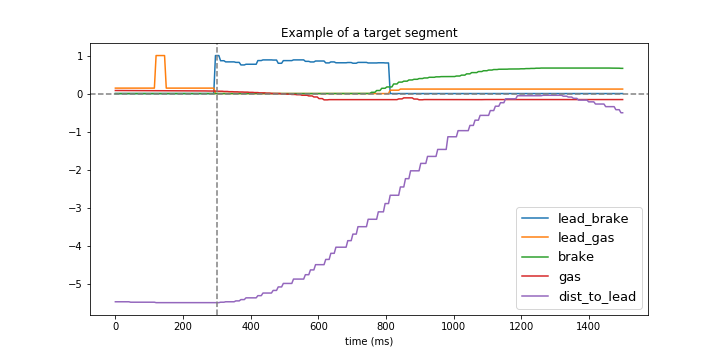 Example of a target segment
1
0
−1
−2
−3
−4
−5
0 200 400 600 800 1000 1200 1400
time (ms)
lead_brake
lead_gas
brake
gas
dist_to_lead